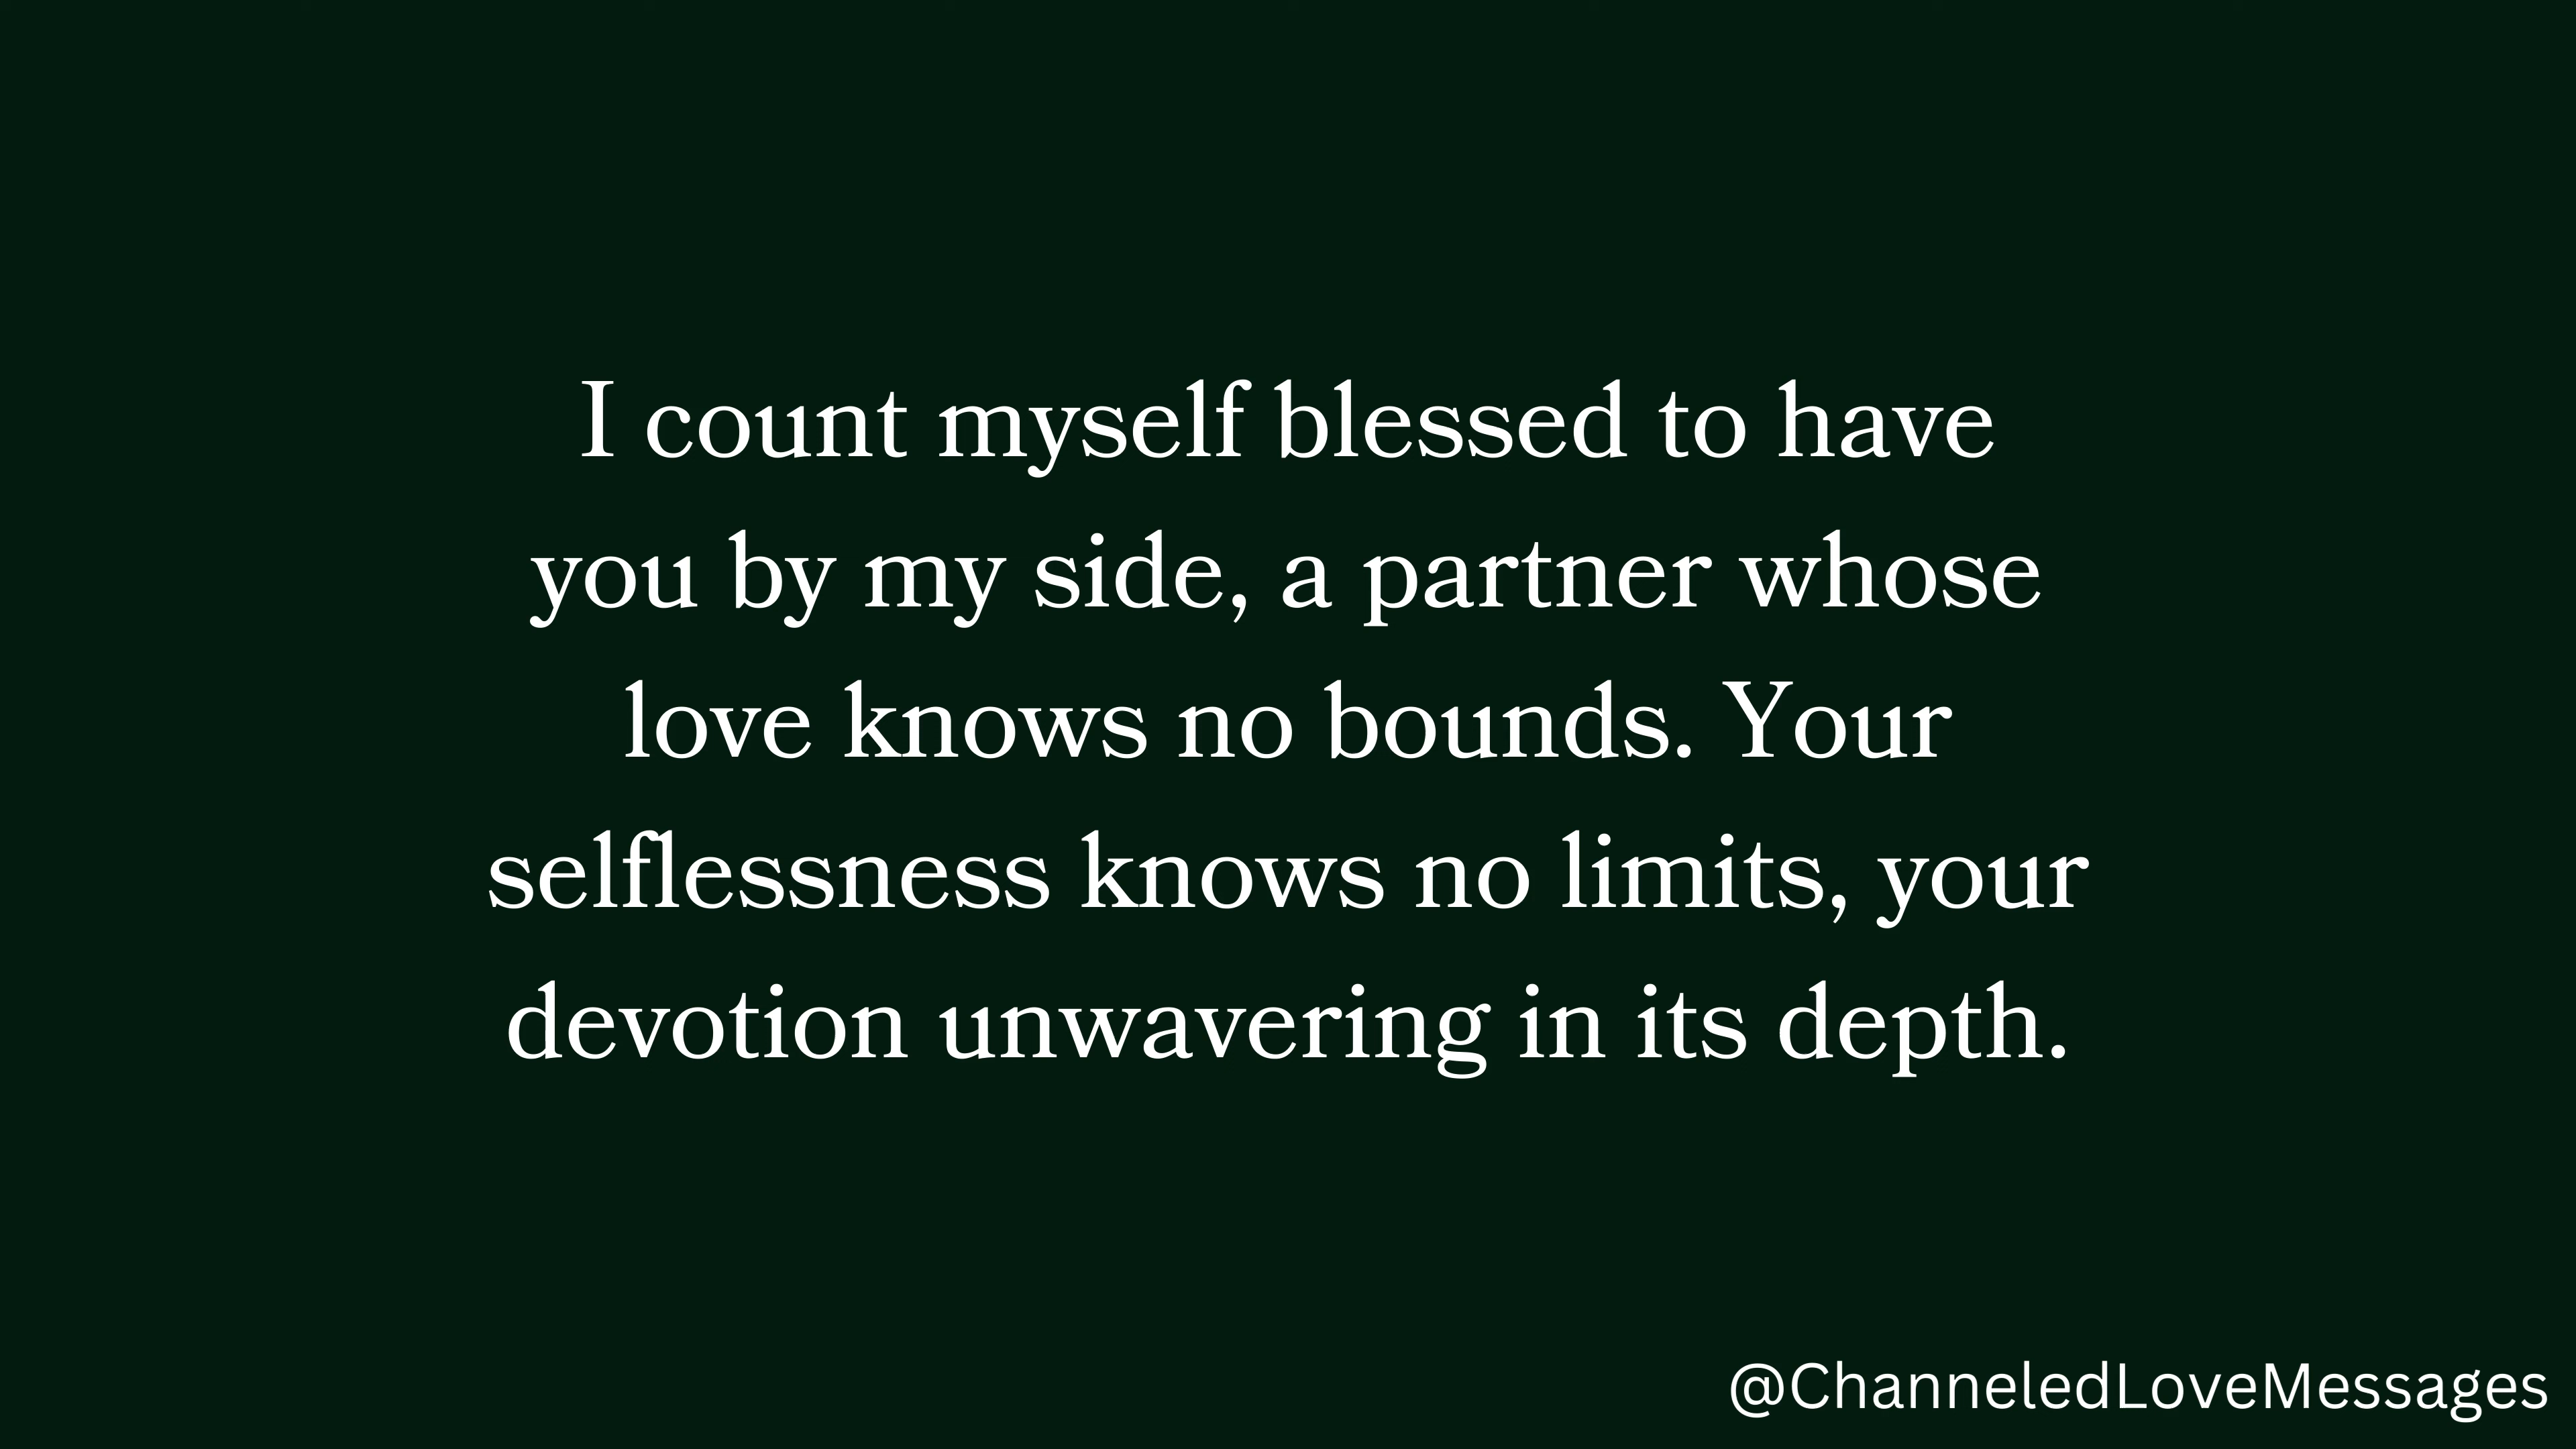 I count myself blessed to have
you by my side, a partner whose
love knows no bounds. Your
selflessness knows no limits, your
devotion unwavering in its depth.
@ChanneledLoveMessages